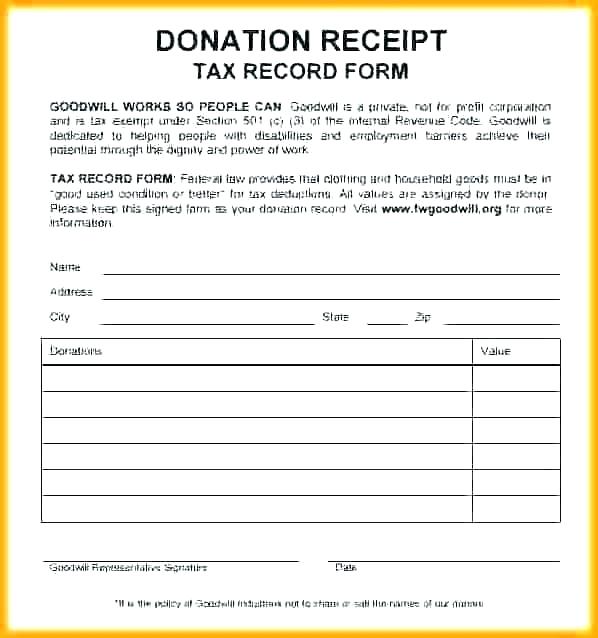 DONATION RECEIPT
TAX RECORD FORM
GOODWILL WORKS SO PEOPLE CAN: Goodwill is a private, not for profit corporation
and is tax exempt under Section 501 (c) (3) of the Internal Revenue Code. Goodwill is
dedicated to helping people with disabilities and employment barriers achieve their
potential through the dignity and power of work.
TAX RECORD FORM: Federal law provides that clothing and household goods must be in
"good used condition or better" for tax deductions. All values are assigned by the donor.
Please keep this signed form as your donation record. Visit www.fwgoodwill.org for more
information.
Name
Address
City State Zip
Donations Value
Goodwill Representative Signature Date
*It is the policy of Goodwill Industries not to share or sell the names of our donors.